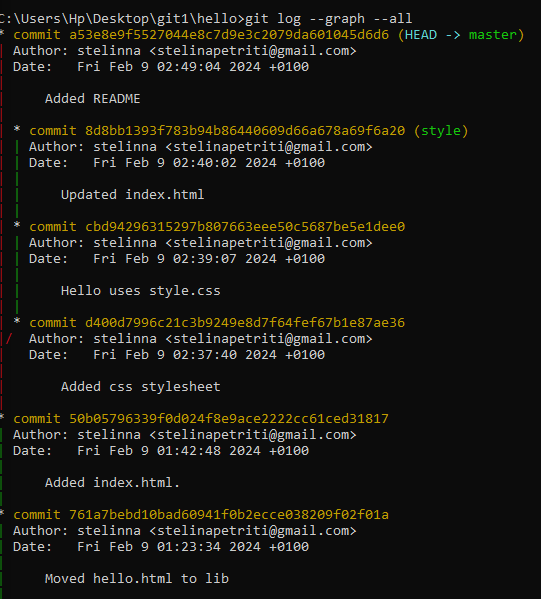 C:\Users\Hp\Desktop\git1\hello>git log --graph --all
* commit a53e8e9f5527044e8c7d9e3c2079da601045d6d6 (HEAD -> master)
| Author: stelinna <stelinapetriti@gmail.com>
| Date:   Fri Feb 9 02:49:04 2024 +0100
|
|     Added README
|
| * commit 8d8bb1393f783b94b86440609d66a678a69f6a20 (style)
| | Author: stelinna <stelinapetriti@gmail.com>
| | Date:   Fri Feb 9 02:40:02 2024 +0100
| |
| |     Updated index.html
| |
| * commit cbd94296315297b807663eee50c5687be5e1dee0
| | Author: stelinna <stelinapetriti@gmail.com>
| | Date:   Fri Feb 9 02:39:07 2024 +0100
| |
| |     Hello uses style.css
| |
| * commit d400d7996c21c3b9249e8d7f64fef67b1e87ae36
|/  Author: stelinna <stelinapetriti@gmail.com>
|   Date:   Fri Feb 9 02:37:40 2024 +0100
|
|       Added css stylesheet
|
* commit 50b05796339f0d024f8e9ace2222cc61ced31817
| Author: stelinna <stelinapetriti@gmail.com>
| Date:   Fri Feb 9 01:42:48 2024 +0100
|
|     Added index.html.
|
* commit 761a7bebd10bad60941f0b2ecce038209f02f01a
| Author: stelinna <stelinapetriti@gmail.com>
| Date:   Fri Feb 9 01:23:34 2024 +0100
|
|     Moved hello.html to lib